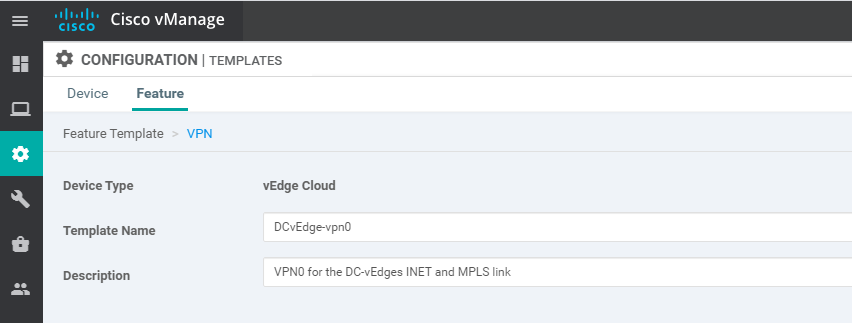 CISCO Cisco vManage
CONFIGURATION | TEMPLATES
Device Feature
Feature Template > VPN
Device Type vEdge Cloud
Template Name DCvEdge-vpn0
Description VPN0 for the DC-vEdges INET and MPLS link